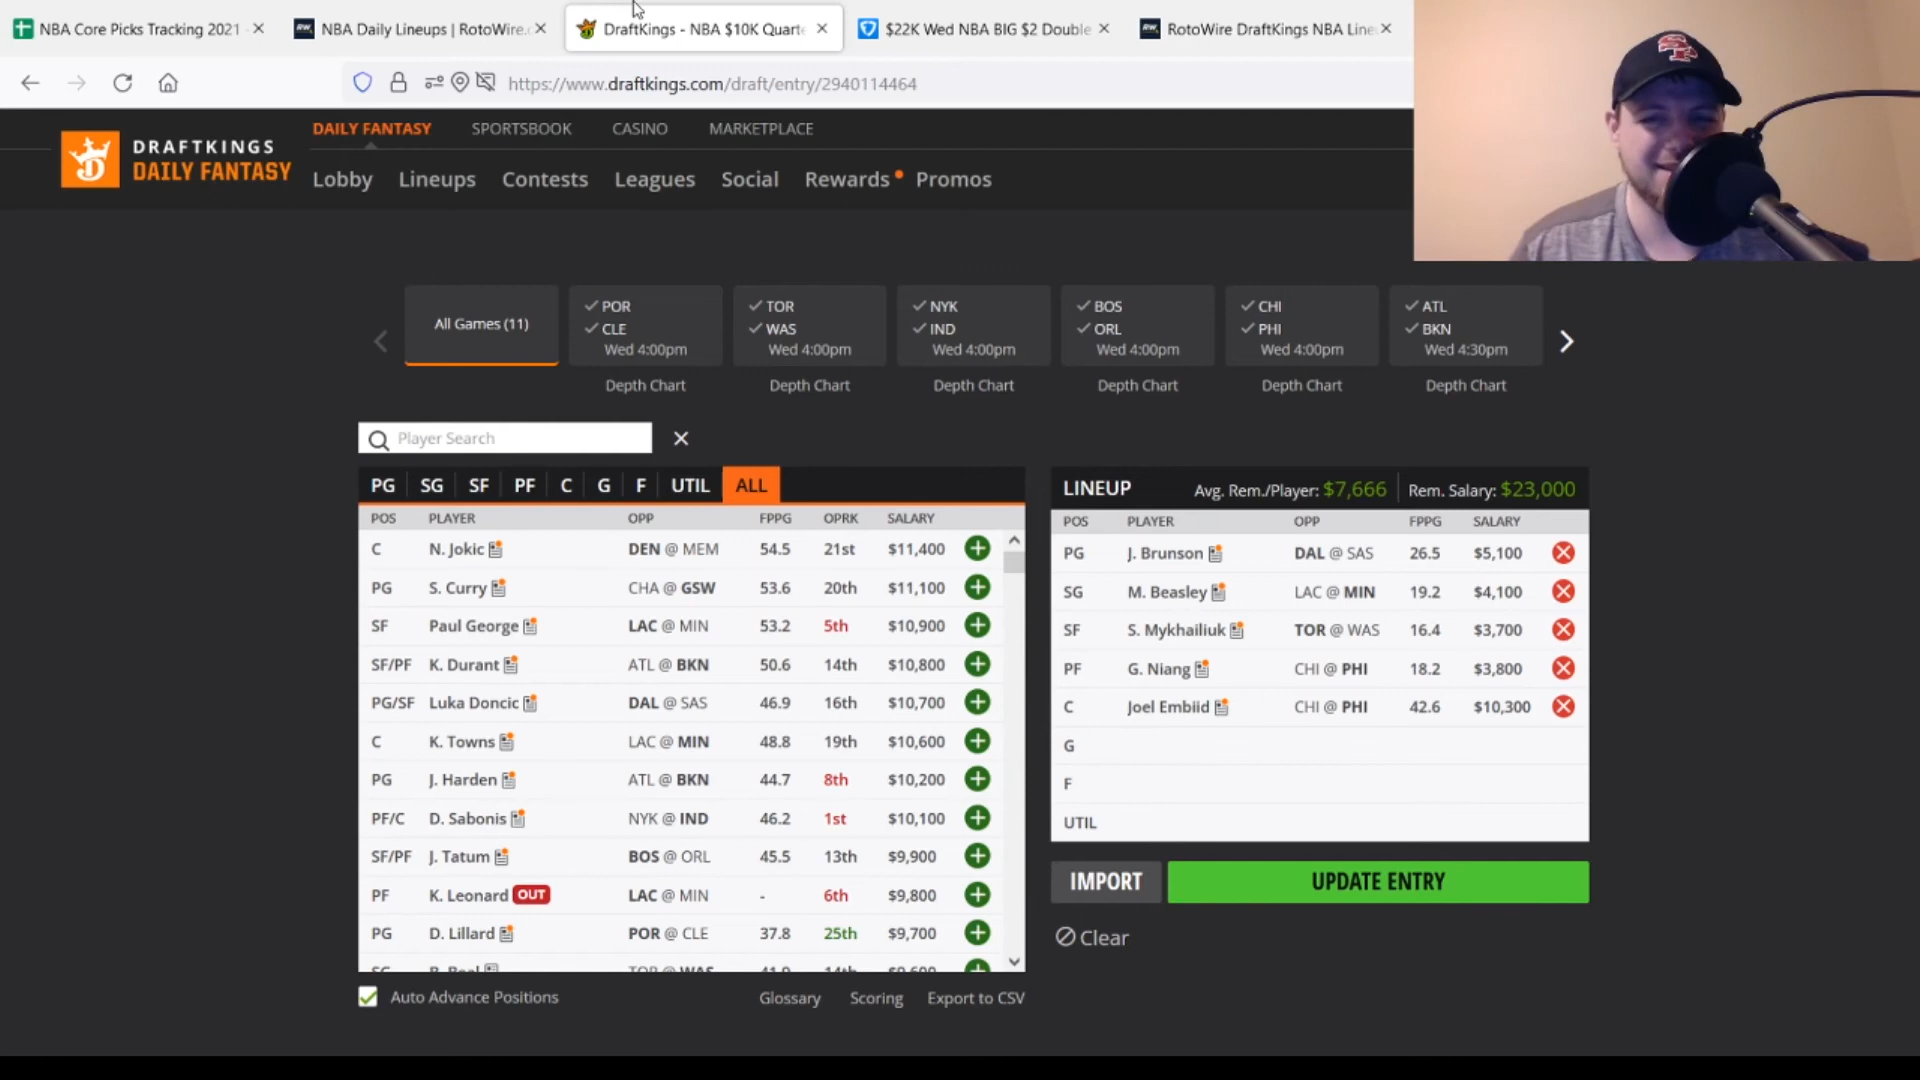 NBA Core Picks Tracking 2021
NBA Daily Lineups | RotoWire.c
DraftKings - NBA $10K Quarte
$22K Wed NBA BIG $2 Double
RotoWire DraftKings NBA Line
https://www.draftkings.com/draft/entry/2940114464
DRAFTKINGS
DAILY FANTASY
DAILY FANTASY SPORTSBOOK CASINO MARKETPLACE
Lobby Lineups Contests Leagues Social Rewards Promos
All Games (11)
POR
CLE
Wed 4:00pm
Depth Chart
TOR
WAS
Wed 4:00pm
Depth Chart
NYK
IND
Wed 4:00pm
Depth Chart
BOS
ORL
Wed 4:00pm
Depth Chart
CHI
PHI
Wed 4:00pm
Depth Chart
ATL
BKN
Wed 4:30pm
Depth Chart
Player Search
PG SG SF PF C G F UTIL ALL
POS PLAYER OPP FPPG OPRK SALARY
C N. Jokic DEN @ MEM 54.5 21st $11,400
PG S. Curry CHA @ GSW 53.6 20th $11,100
SF Paul George LAC @ MIN 53.2 5th $10,900
SF/PF K. Durant ATL @ BKN 50.6 14th $10,800
PG/SF Luka Doncic DAL @ SAS 46.9 16th $10,700
C K. Towns LAC @ MIN 48.8 19th $10,600
PG J. Harden ATL @ BKN 44.7 8th $10,200
PF/C D. Sabonis NYK @ IND 46.2 1st $10,100
SF/PF J. Tatum BOS @ ORL 45.5 13th $9,900
PF K. Leonard OUT LAC @ MIN - 6th $9,800
PG D. Lillard POR @ CLE 37.8 25th $9,700
SG B. Beal TOR @ WAS 41.9 14th $9,600
Auto Advance Positions
Glossary Scoring Export to CSV
LINEUP Avg. Rem./Player: $7,666 Rem. Salary: $23,000
POS PLAYER OPP FPPG SALARY
PG J. Brunson DAL @ SAS 26.5 $5,100
SG M. Beasley LAC @ MIN 19.2 $4,100
SF S. Mykhailiuk TOR @ WAS 16.4 $3,700
PF G. Niang CHI @ PHI 18.2 $3,800
C Joel Embiid CHI @ PHI 42.6 $10,300
G
F
UTIL
IMPORT UPDATE ENTRY
Clear